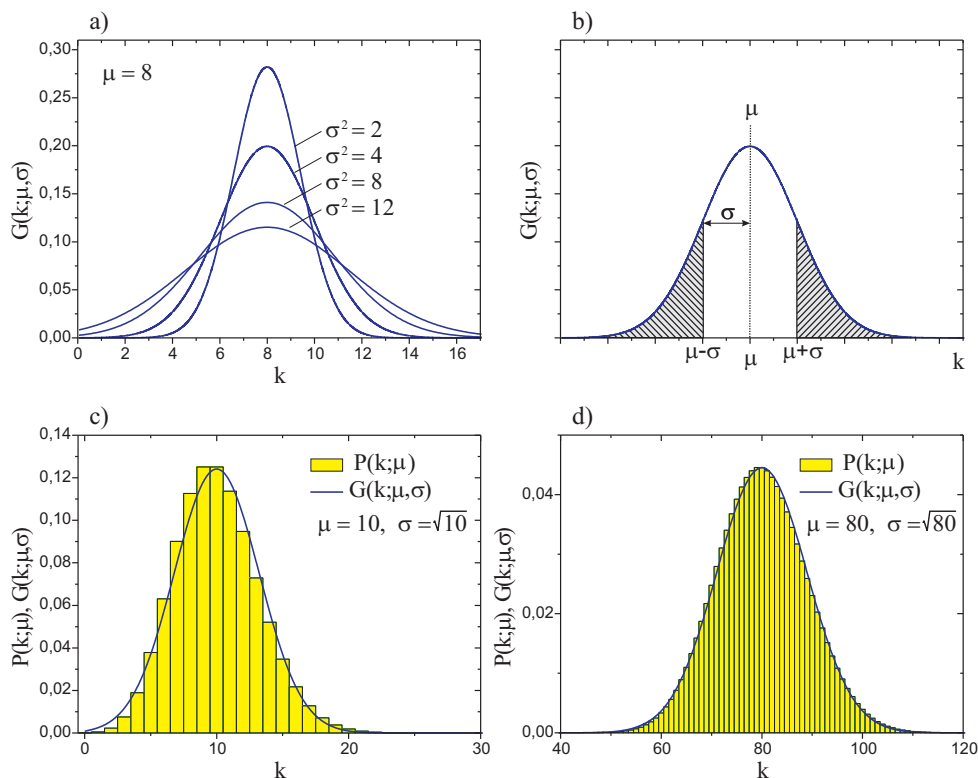 a)
0,30
0,25
0,20
0,15
0,10
0,05
0,00
G(k;μ,σ)
μ = 8
σ² = 2
σ² = 4
σ² = 8
σ² = 12
0 2 4 6 8 10 12 14 16
k
b)
G(k;μ,σ)
μ
σ
μ-σ μ μ+σ k
c)
0,14
0,12
0,10
0,08
0,06
0,04
0,02
0,00
P(k;μ), G(k;μ,σ)
P(k;μ)
G(k;μ,σ)
μ = 10, σ = √10
0 10 20 30
k
d)
0,04
0,02
0,00
P(k;μ), G(k;μ,σ)
P(k;μ)
G(k;μ,σ)
μ = 80, σ = √80
40 60 80 100 120
k